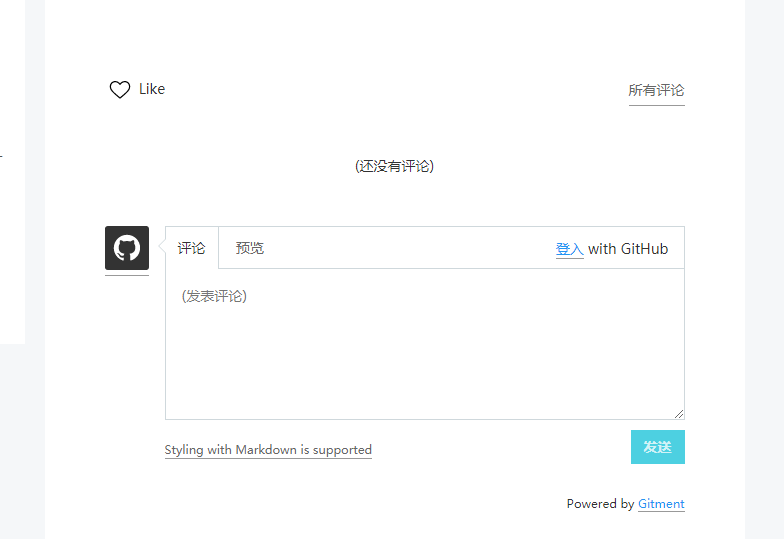 Like
所有评论
(还没有评论)
评论 预览 登入 with GitHub
(发表评论)
Styling with Markdown is supported
发送
Powered by Gitment